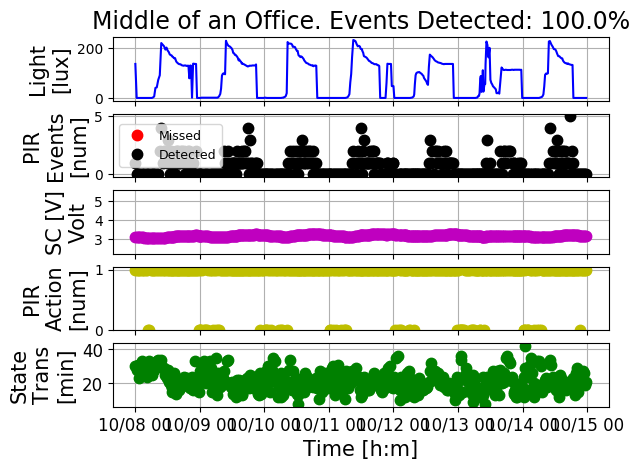 Middle of an Office. Events Detected: 100.0%
Light
[lux]
200
0
PIR
Events
[num]
5
0
Missed
Detected
SC [V]
Volt
5
4
3
PIR
Action
[num]
1
0
State
Trans
[min]
40
20
10/08 00
10/09 00
10/10 00
10/11 00
10/12 00
10/13 00
10/14 00
10/15 00
Time [h:m]